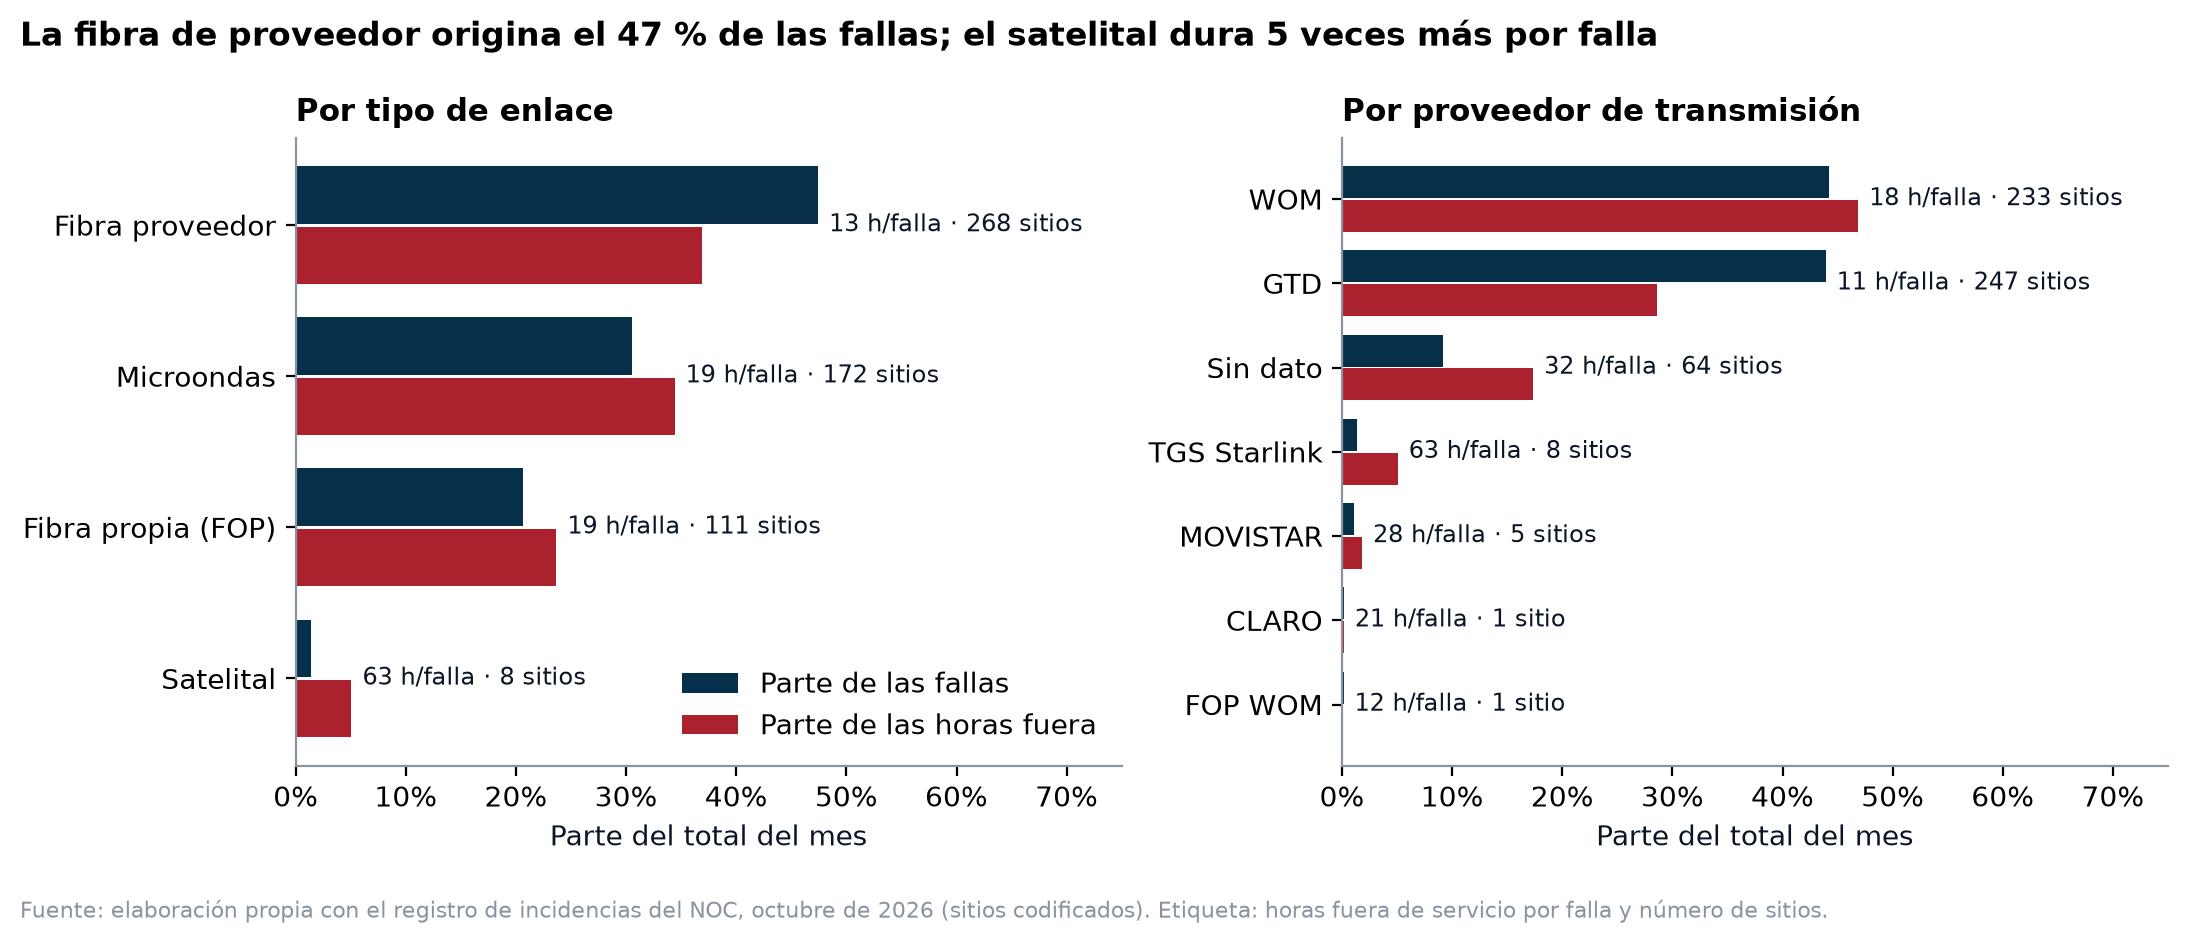 La fibra de proveedor origina el 47 % de las fallas; el satelital dura 5 veces más por falla
Por tipo de enlace
Fibra proveedor
13 h/falla · 268 sitios
Microondas
19 h/falla · 172 sitios
Fibra propia (FOP)
19 h/falla · 111 sitios
Satelital
63 h/falla · 8 sitios
Parte de las fallas
Parte de las horas fuera
0% 10% 20% 30% 40% 50% 60% 70%
Parte del total del mes
Por proveedor de transmisión
WOM
18 h/falla · 233 sitios
GTD
11 h/falla · 247 sitios
Sin dato
32 h/falla · 64 sitios
TGS Starlink
63 h/falla · 8 sitios
MOVISTAR
28 h/falla · 5 sitios
CLARO
21 h/falla · 1 sitio
FOP WOM
12 h/falla · 1 sitio
0% 10% 20% 30% 40% 50% 60% 70%
Parte del total del mes
Fuente: elaboración propia con el registro de incidencias del NOC, octubre de 2026 (sitios codificados). Etiqueta: horas fuera de servicio por falla y número de sitios.